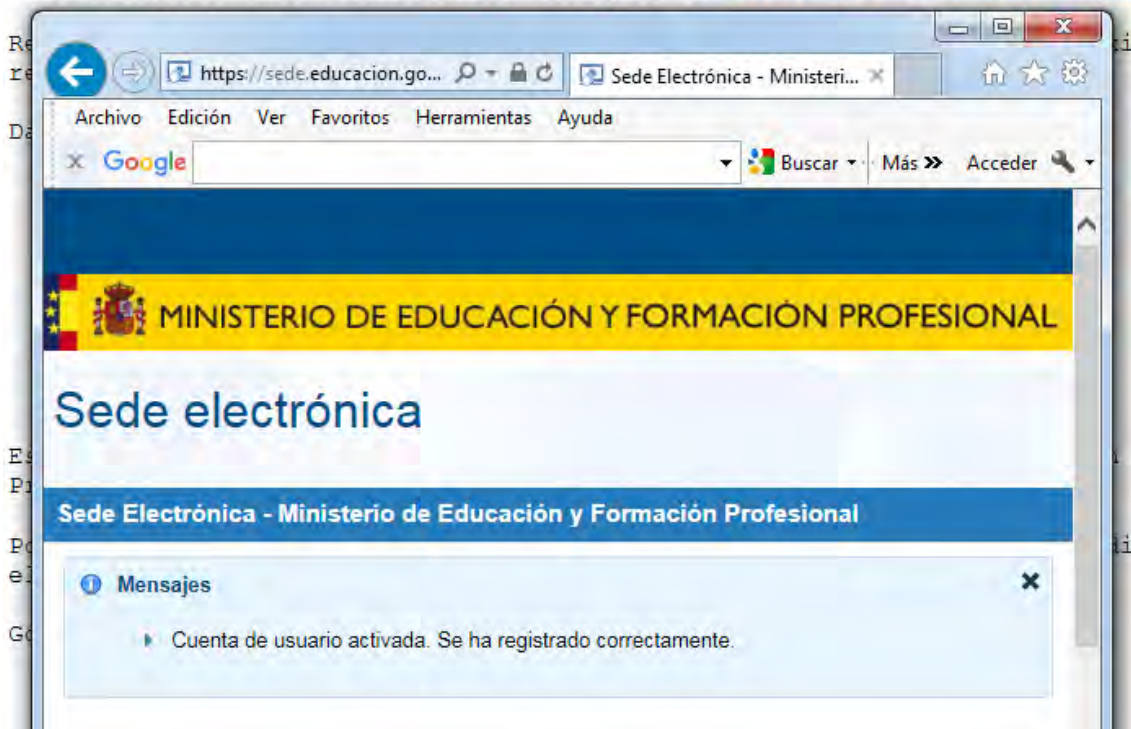 https://sede.educacion.go... Sede Electrónica - Ministeri...
Archivo Edición Ver Favoritos Herramientas Ayuda
Google Buscar Más Acceder
MINISTERIO DE EDUCACIÓN Y FORMACIÓN PROFESIONAL
Sede electrónica
Sede Electrónica - Ministerio de Educación y Formación Profesional
Mensajes
Cuenta de usuario activada. Se ha registrado correctamente.